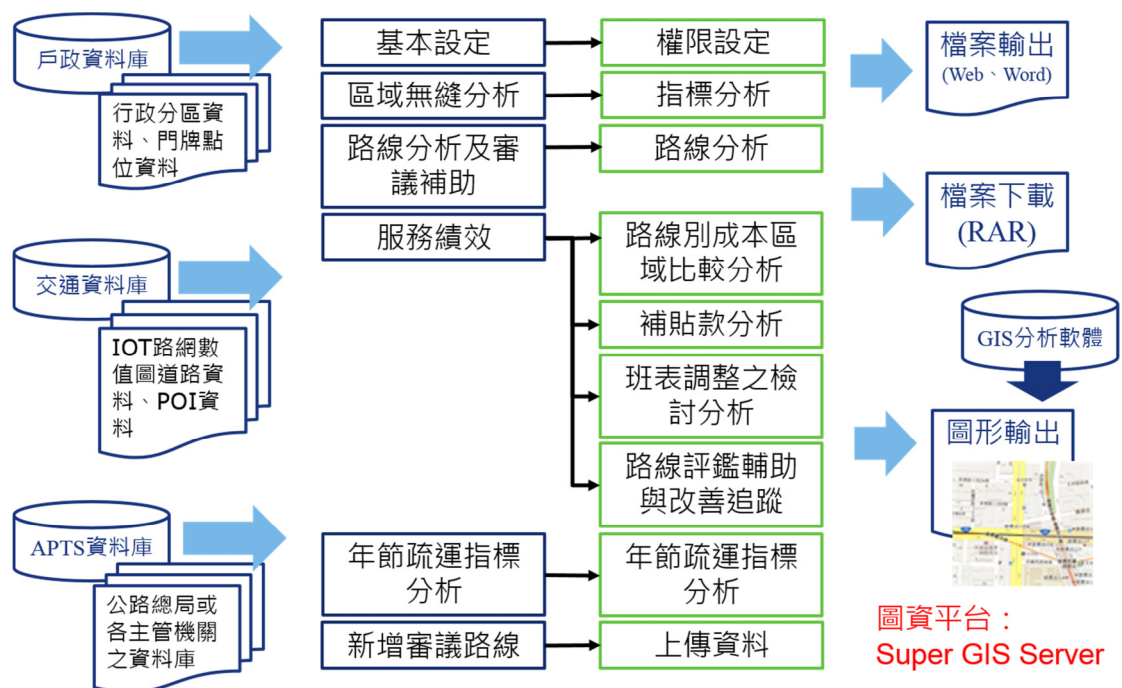 戶政資料庫
行政分區資
料、門牌點
位資料
交通資料庫
IOT路網數
值圖道路資
料、POI資
料
APTS資料庫
公路總局或
各主管機關
之資料庫
基本設定
權限設定
區域無縫分析
指標分析
路線分析及審
議補助
路線分析
服務績效
路線別成本區
域比較分析
補貼款分析
班表調整之檢
討分析
路線評鑑輔助
與改善追蹤
年節疏運指標
分析
年節疏運指標
分析
新增審議路線
上傳資料
檔案輸出
(Web、Word)
檔案下載
(RAR)
GIS分析軟體
圖形輸出
圖資平台：
Super GIS Server